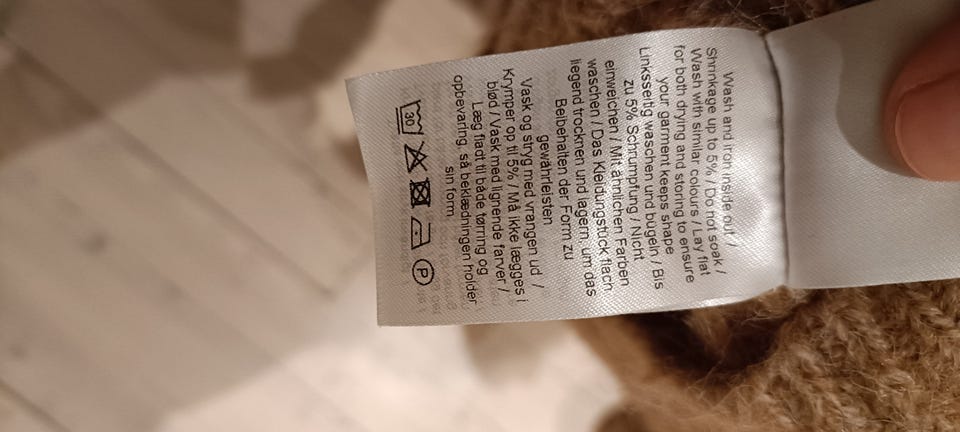 Wash and iron inside out /
Shrinkage up to 5% / Do not soak /
Wash with similar colours / Lay flat
for both drying and storing to ensure
your garment keeps shape
Linksseitig waschen und bügeln / Bis
zu 5% Schrumpfung / Nicht
einweichen / Mit ähnlichen Farben
waschen / Das Kleidungstück flach
liegend trocknen und lagern, um das
Beibehalten der Form zu
gewährleisten
Vask og stryg med vrangen ud /
Krymper op til 5% / Må ikke lægges i
blød / Vask med lignende farver /
Læg fladt til både tørring og
opbevaring, så beklædningen holder
sin form
30 P